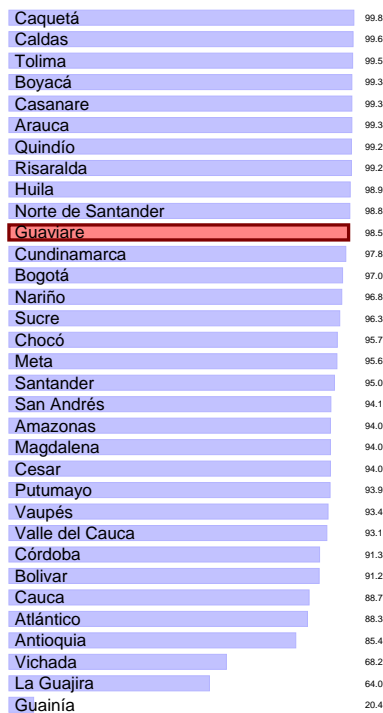 Caquetá 99.8
Caldas 99.6
Tolima 99.5
Boyacá 99.3
Casanare 99.3
Arauca 99.3
Quindío 99.2
Risaralda 99.2
Huila 98.9
Norte de Santander 98.8
Guaviare 98.5
Cundinamarca 97.8
Bogotá 97.0
Nariño 96.8
Sucre 96.3
Chocó 95.7
Meta 95.6
Santander 95.0
San Andrés 94.1
Amazonas 94.0
Magdalena 94.0
Cesar 94.0
Putumayo 93.9
Vaupés 93.4
Valle del Cauca 93.1
Córdoba 91.3
Bolivar 91.2
Cauca 88.7
Atlántico 88.3
Antioquia 85.4
Vichada 68.2
La Guajira 64.0
Guainía 20.4